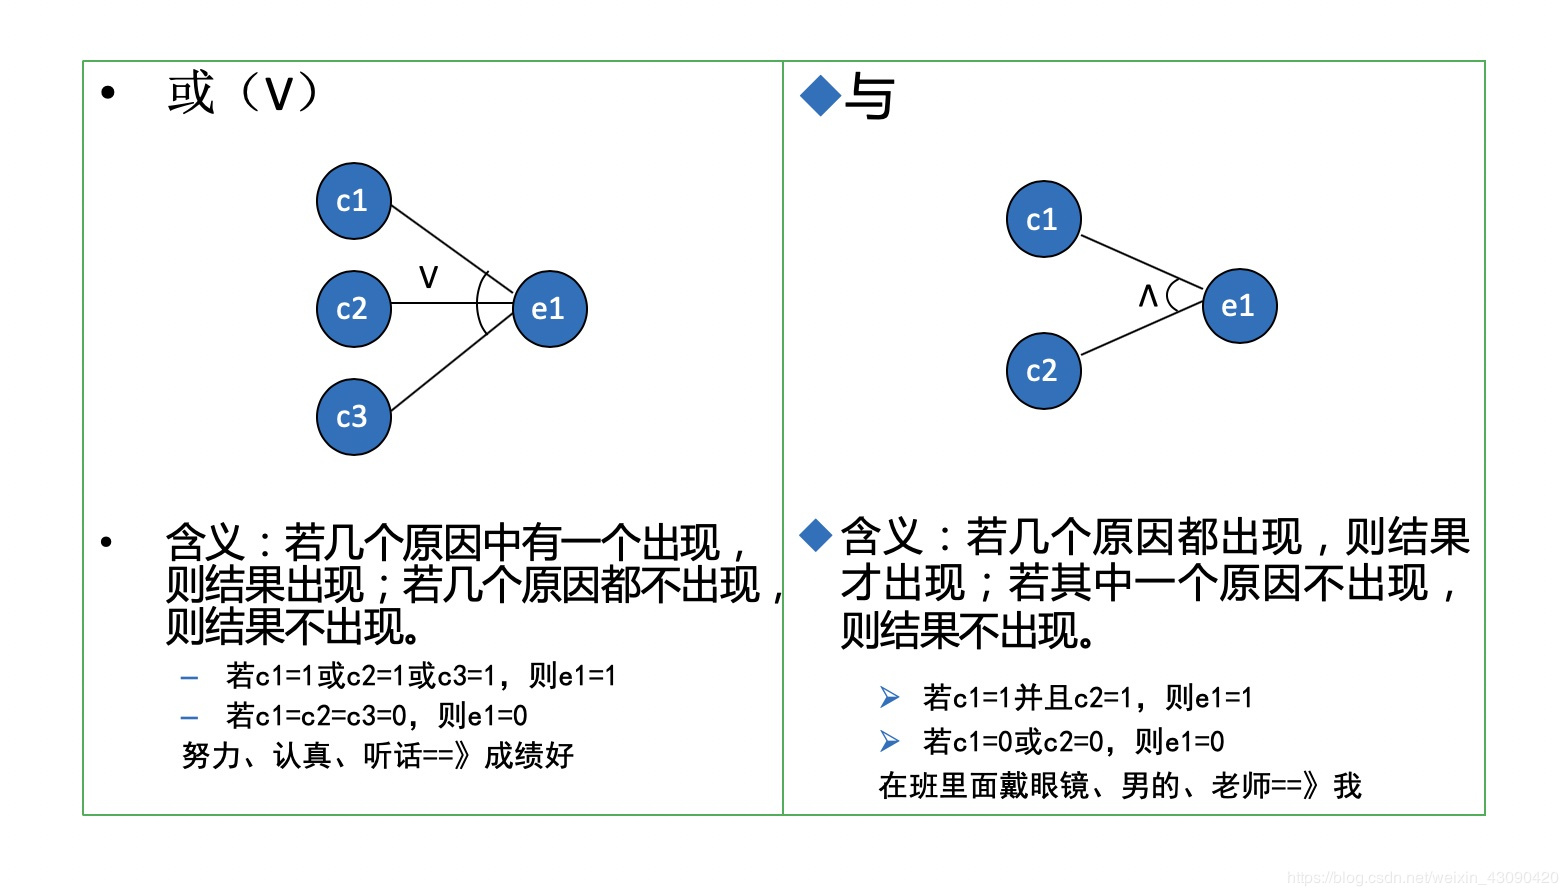 • 或（V）
c1
V
c2
e1
c3
• 含义：若几个原因中有一个出现，
则结果出现；若几个原因都不出现，
则结果不出现。
– 若c1=1或c2=1或c3=1，则e1=1
– 若c1=c2=c3=0，则e1=0
努力、认真、听话==》成绩好
◆与
c1
Λ
e1
c2
◆ 含义：若几个原因都出现，则结果
才出现；若其中一个原因不出现，
则结果不出现。
➢ 若c1=1并且c2=1，则e1=1
➢ 若c1=0或c2=0，则e1=0
在班里面戴眼镜、男的、老师==》我
https://blog.csdn.net/weixin_43090420